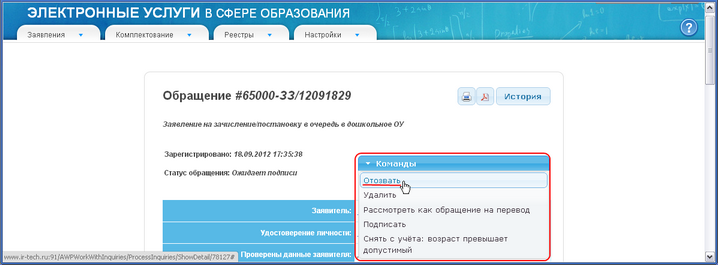 ЭЛЕКТРОННЫЕ УСЛУГИ В СФЕРЕ ОБРАЗОВАНИЯ
?
Заявления Комплектование Реестры Настройки
Обращение #65000-ЗЗ/12091829
История
Заявление на зачисление/постановку в очередь в дошкольное ОУ
Зарегистрировано: 18.09.2012 17:35:38
Статус обращения: Ожидает подписи
Команды
Отозвать
Удалить
Рассмотреть как обращение на перевод
Подписать
Снять с учёта: возраст превышает
допустимый
Заявитель:
Удостоверение личности:
Проверены данные заявителя:
www.ir-tech.ru:91/AWPWorkWithInquiries/ProcessInquiries/ShowDetail/78127#